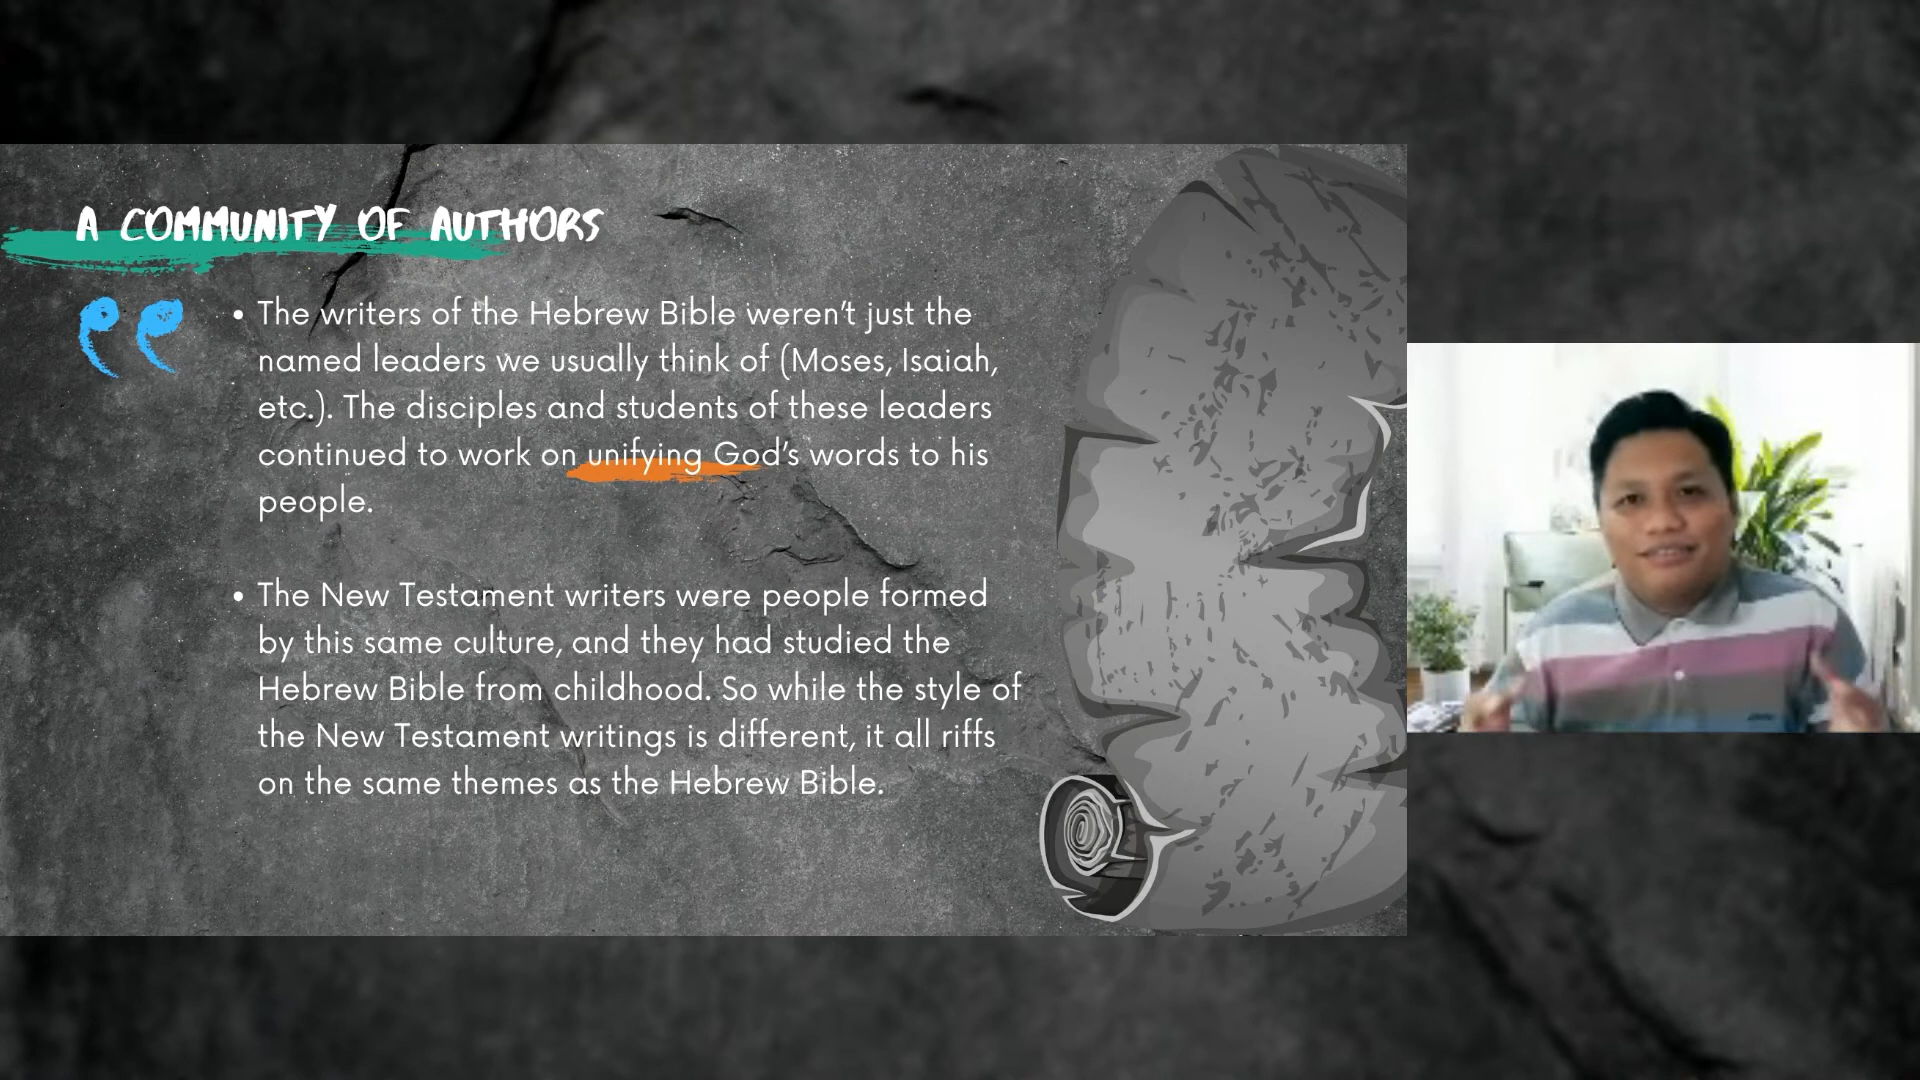 A COMMUNITY OF AUTHORS
• The writers of the Hebrew Bible weren’t just the
named leaders we usually think of (Moses, Isaiah,
etc.). The disciples and students of these leaders
continued to work on unifying God’s words to his
people.
• The New Testament writers were people formed
by this same culture, and they had studied the
Hebrew Bible from childhood. So while the style of
the New Testament writings is different, it all riffs
on the same themes as the Hebrew Bible.